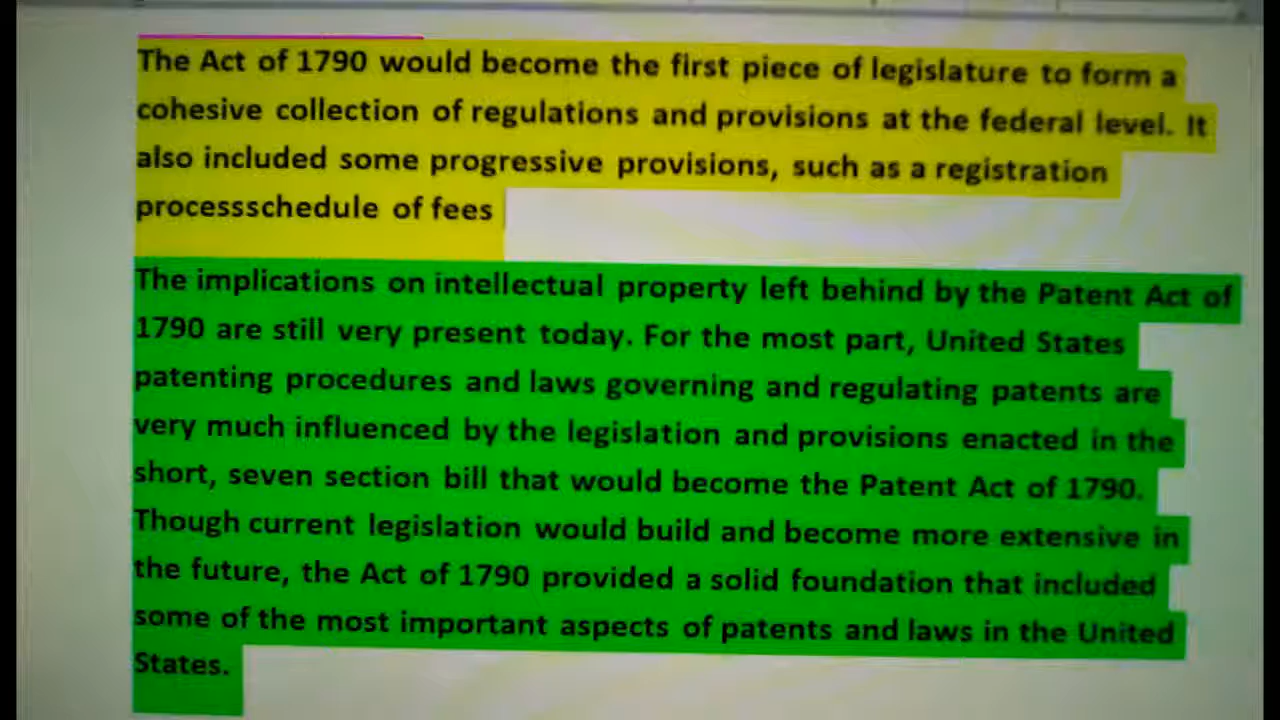 The Act of 1790 would become the first piece of legislature to form a
cohesive collection of regulations and provisions at the federal level. It
also included some progressive provisions, such as a registration
processschedule of fees
The implications on intellectual property left behind by the Patent Act of
1790 are still very present today. For the most part, United States
patenting procedures and laws governing and regulating patents are
very much influenced by the legislation and provisions enacted in the
short, seven section bill that would become the Patent Act of 1790.
Though current legislation would build and become more extensive in
the future, the Act of 1790 provided a solid foundation that included
some of the most important aspects of patents and laws in the United
States.